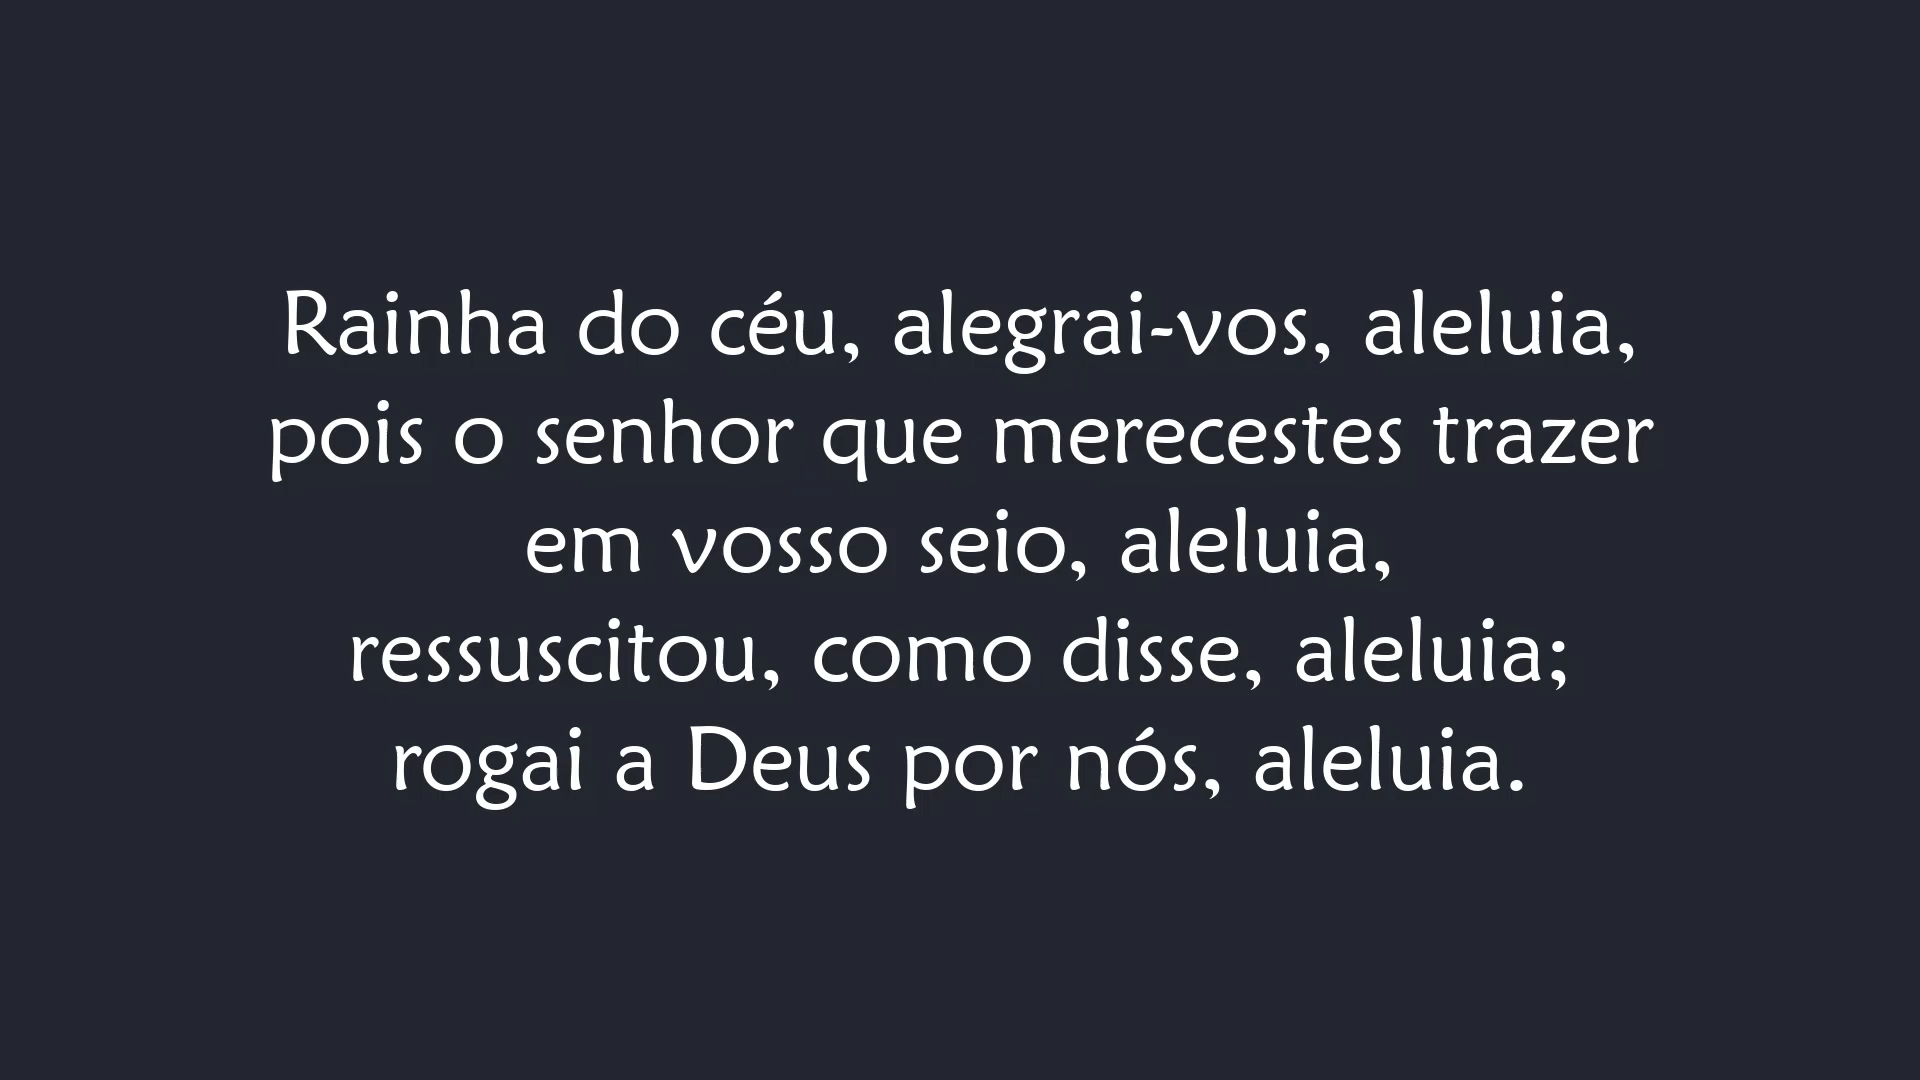 Rainha do céu, alegrai-vos, aleluia,
pois o senhor que merecestes trazer
em vosso seio, aleluia,
ressuscitou, como disse, aleluia;
rogai a Deus por nós, aleluia.